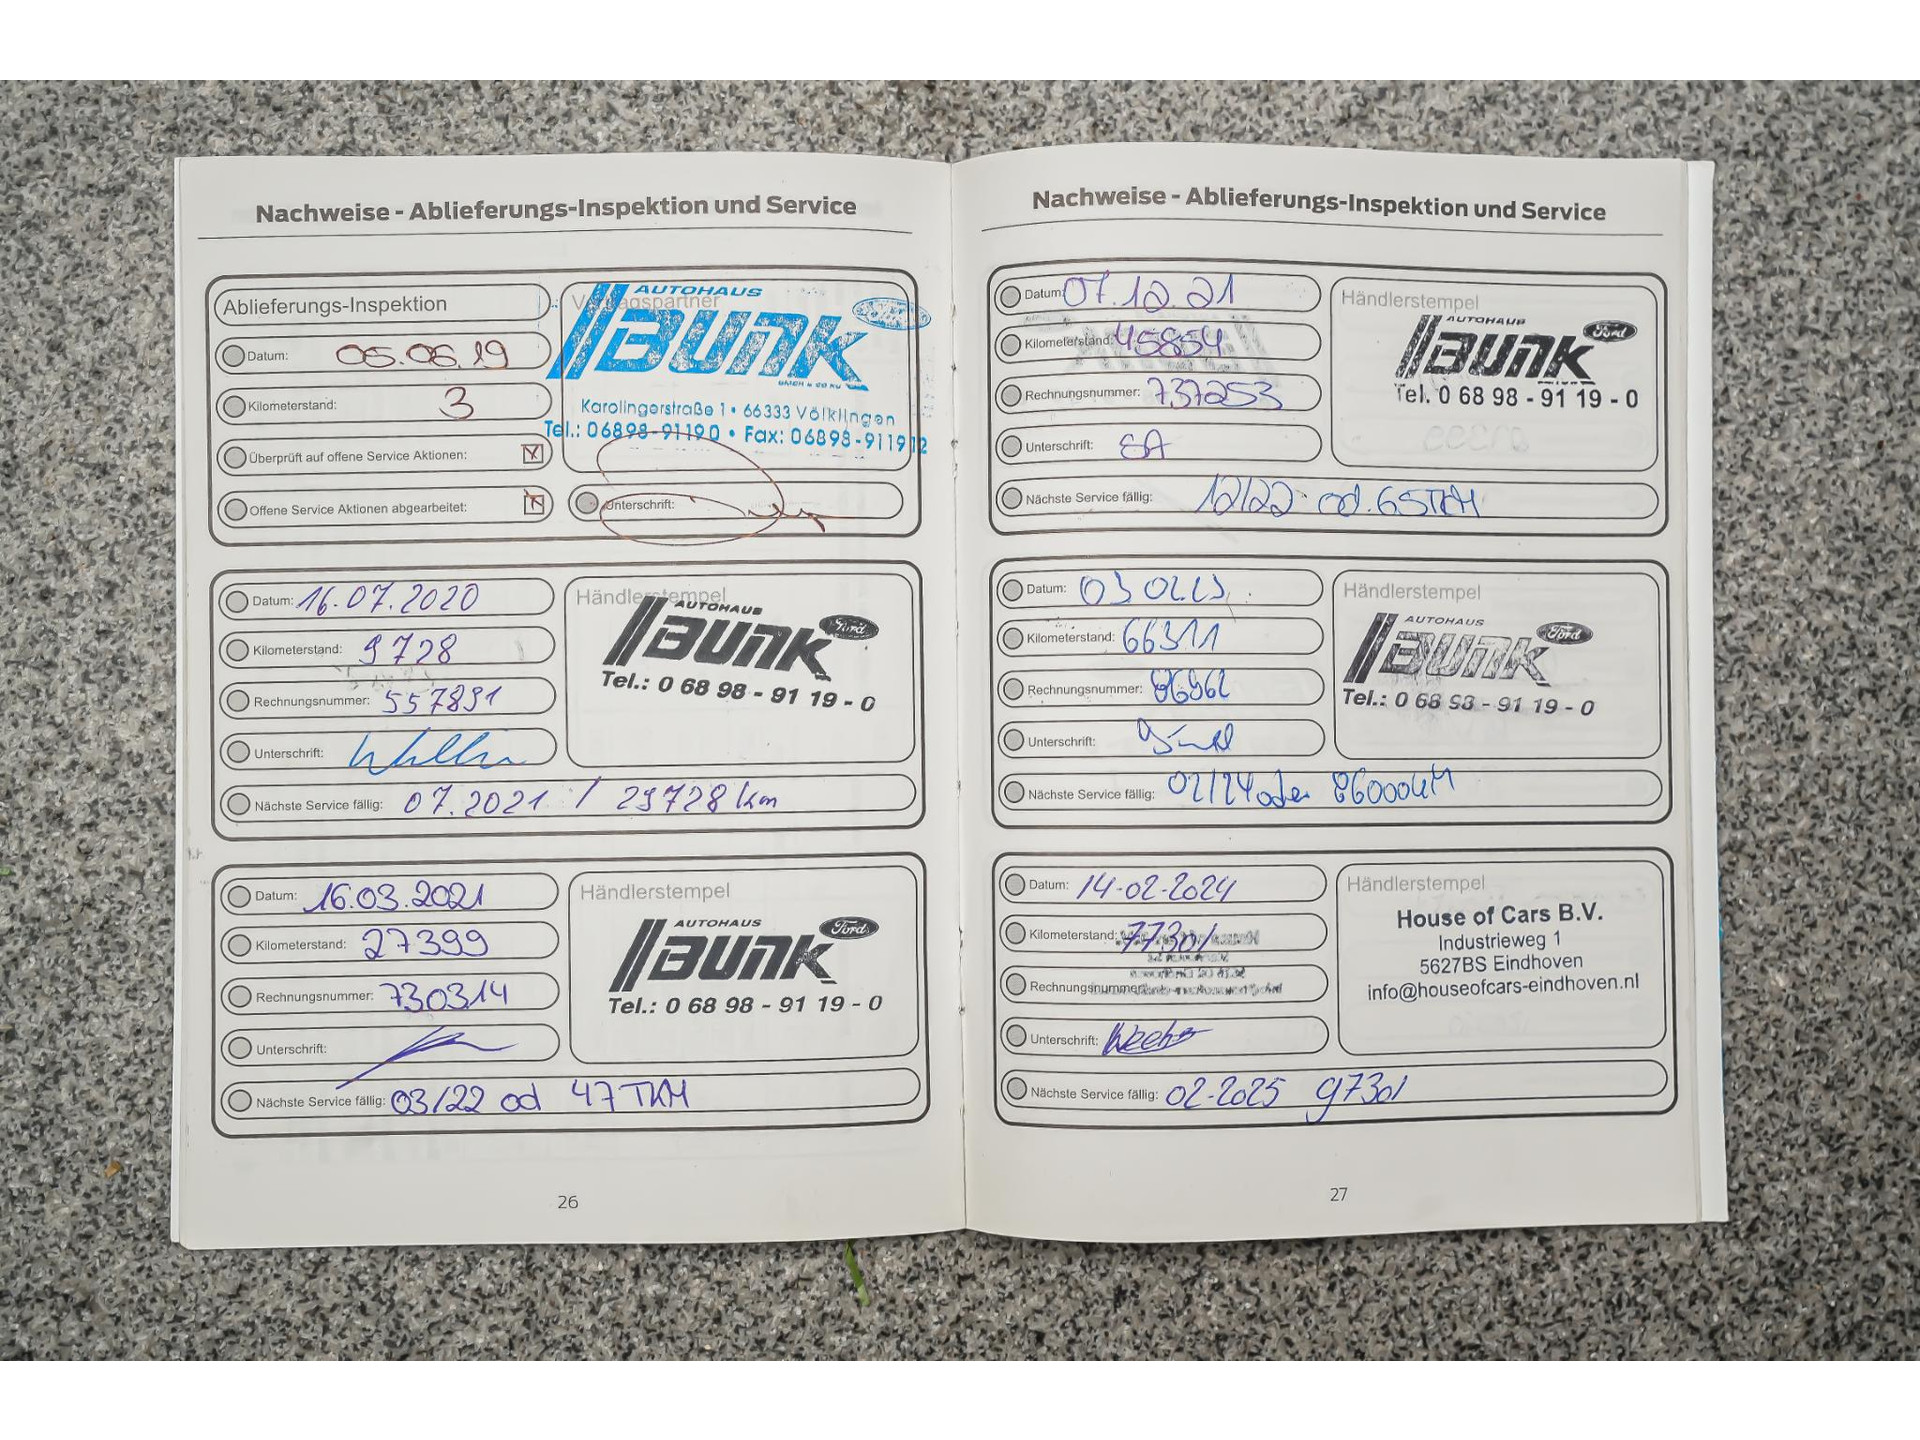 Nachweise - Ablieferungs-Inspektion und Service
Ablieferungs-Inspektion
Datum: 05.06.19
Kilometerstand: 3
Überprüft auf offene Service Aktionen: X
Offene Service Aktionen abgearbeitet: X
Vertragspartner
AUTOHAUS
BUNK
GMBH & CO KG
Karolingerstraße 1 • 66333 Völklingen
Tel.: 06898-91190 • Fax: 06898-911912
Unterschrift:
Datum: 16.07.2020
Kilometerstand: 9728
Rechnungsnummer: 557891
Unterschrift:
Nächste Service fällig: 07.2021 / 29728 km
Händlerstempel
AUTOHAUS
BUNK
Ford
Tel.: 0 68 98 - 91 19 - 0
Datum: 16.03.2021
Kilometerstand: 27399
Rechnungsnummer: 730314
Unterschrift:
Nächste Service fällig: 03/22 od 47TKM
Händlerstempel
AUTOHAUS
BUNK
Ford
Tel.: 0 68 98 - 91 19 - 0
26
Nachweise - Ablieferungs-Inspektion und Service
Datum: 07.12.21
Kilometerstand: 45854
Rechnungsnummer: 737253
Unterschrift: SA
Nächste Service fällig: 12/22 od. 65TKM
Händlerstempel
AUTOHAUS
BUNK
Ford
Tel. 0 68 98 - 91 19 - 0
Datum: 03.02.23.
Kilometerstand: 66311
Rechnungsnummer:
Unterschrift:
Nächste Service fällig: 02/24 oder 86000KM
Händlerstempel
AUTOHAUS
BUNK
Ford
Tel.: 0 68 98 - 91 19 - 0
Datum: 14-02-2024
Kilometerstand: 77301
Rechnungsnummer:
Unterschrift:
Nächste Service fällig: 02-2025 97301
Händlerstempel
House of Cars B.V.
Industrieweg 1
5627BS Eindhoven
info@houseofcars-eindhoven.nl
27